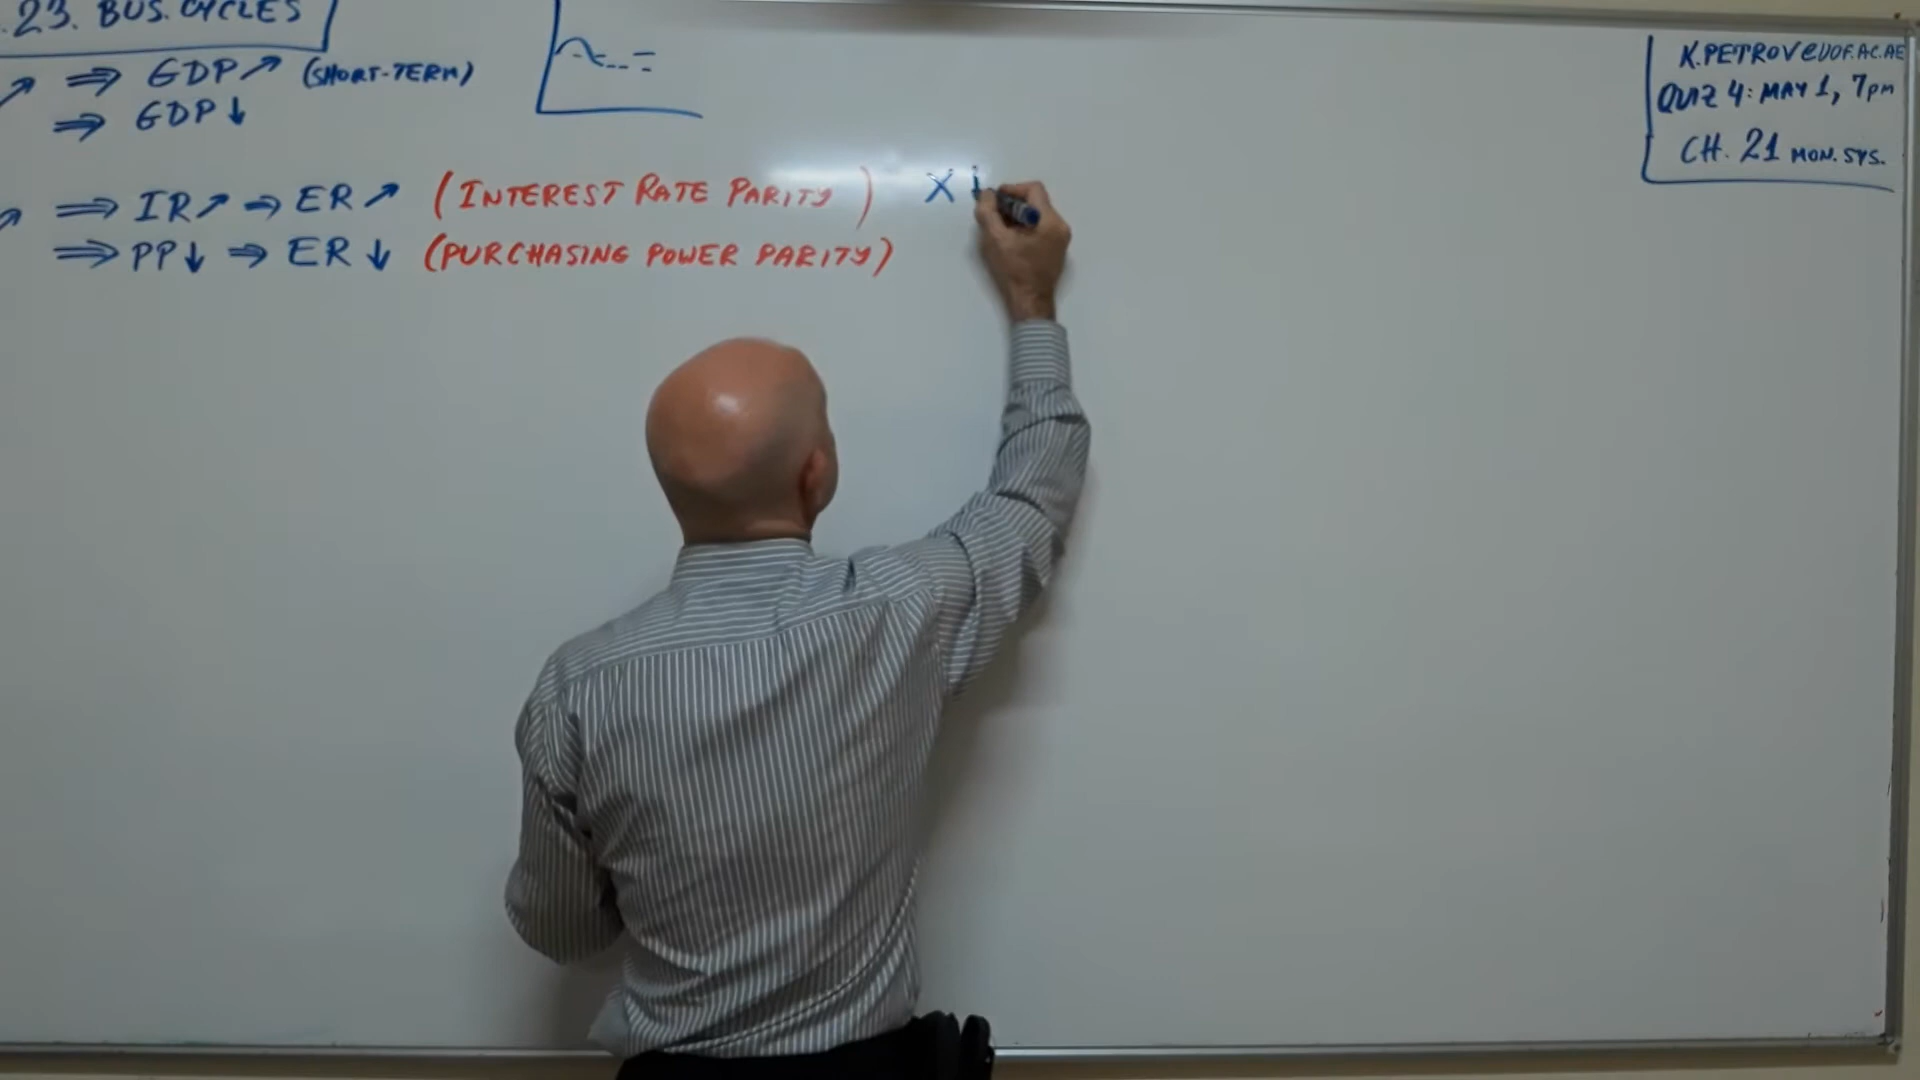 .23. BUS. CYCLES
↗ ⇒ GDP↗ (SHORT-TERM)
⇒ GDP↓
↗ ⇒ IR↗ ⇒ ER↗ (INTEREST RATE PARITY) X↓
⇒ PP↓ ⇒ ER↓ (PURCHASING POWER PARITY)
K.PETROV@UOF.AC.AE
QUIZ 4: MAY 1, 7pm
CH. 21 MON. SYS.